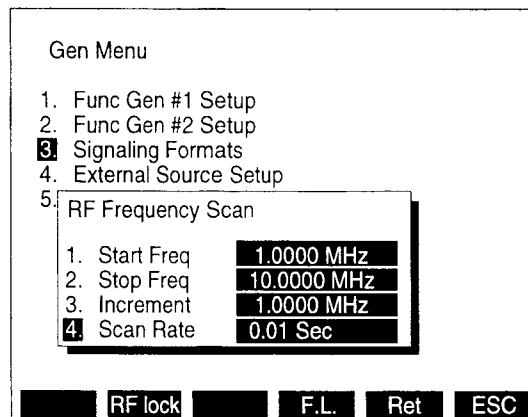 Gen Menu
1. Func Gen #1 Setup
2. Func Gen #2 Setup
3. Signaling Formats
4. External Source Setup
5.
RF Frequency Scan
1. Start Freq 1.0000 MHz
2. Stop Freq 10.0000 MHz
3. Increment 1.0000 MHz
4. Scan Rate 0.01 Sec
RF lock F.L. Ret ESC